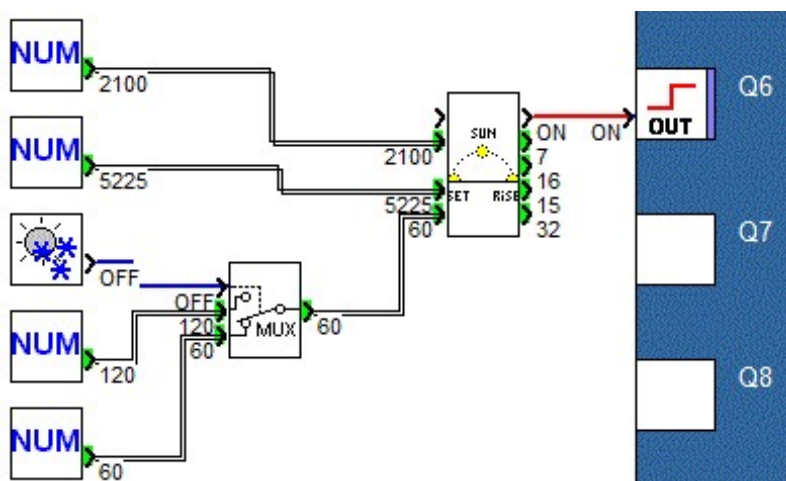 NUM
2100
NUM
5225
OFF
NUM
120
NUM
60
OFF
120
60
MUX
60
2100
5225
60
SUN
SET RiSE
ON
7
16
15
32
ON
OUT
Q6
Q7
Q8